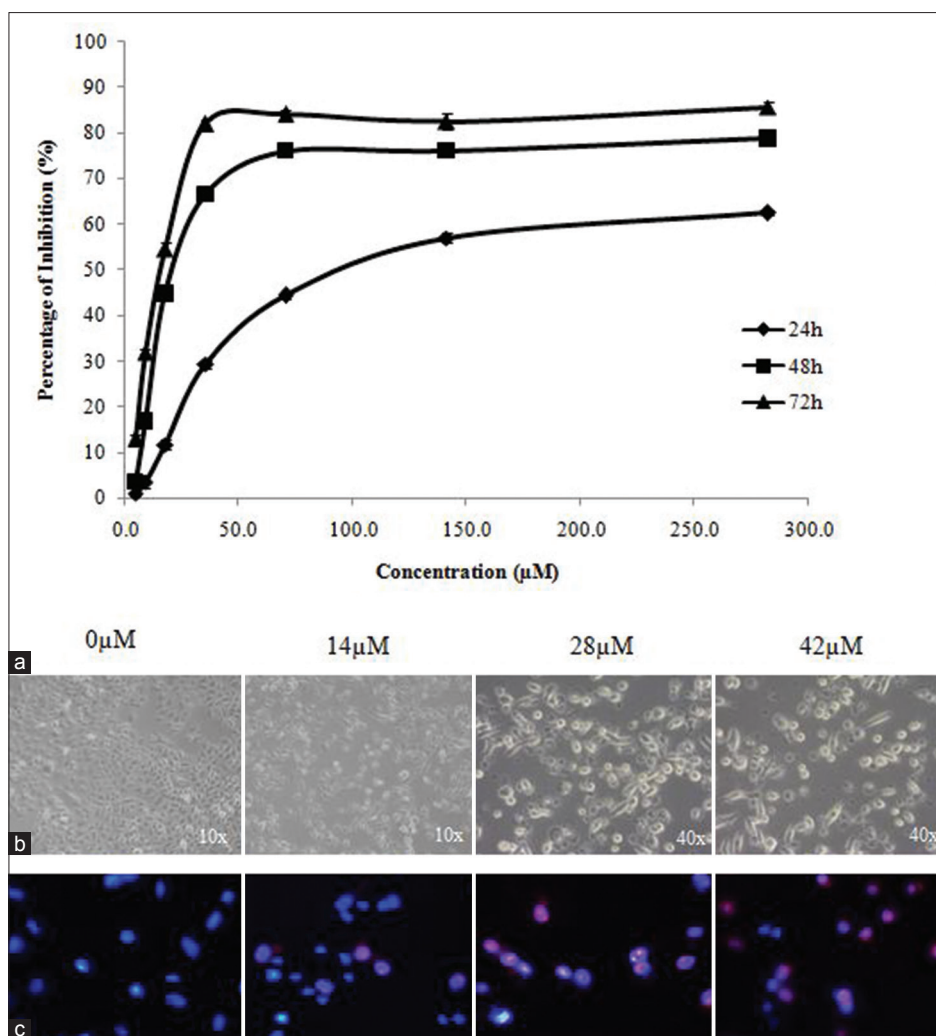 100
90
80
70
60
50
40
30
20
10
0
Percentage of Inhibition (%)
24h
48h
72h
0.0 50.0 100.0 150.0 200.0 250.0 300.0
Concentration (µM)
a
0µM 14µM 28µM 42µM
10x 10x 40x 40x
b
c